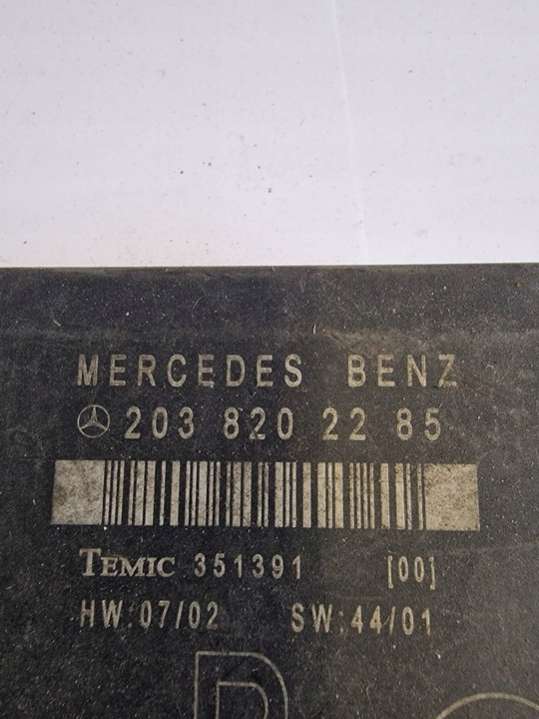 MERCEDES BENZ
203 820 22 85
TEMIC 351391 [00]
HW:07/02 SW:44/01